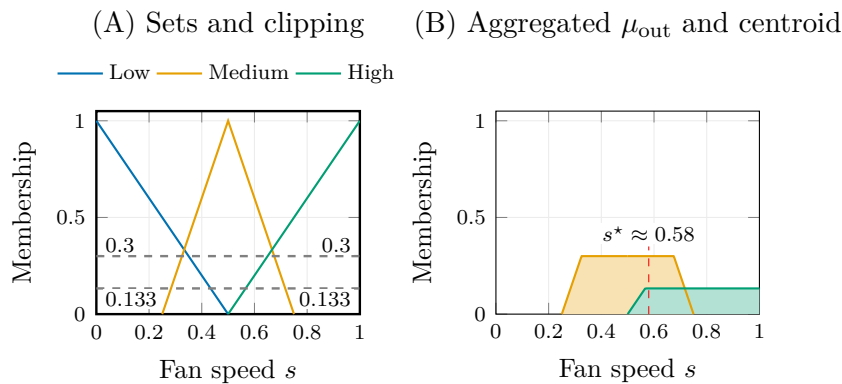 (A) Sets and clipping
(B) Aggregated μout and centroid
Low Medium High
1
0.5
0
0.3 0.3
0.133 0.133
0 0.2 0.4 0.6 0.8 1
Fan speed s
Membership
1
0.5
0
s⋆ ≈ 0.58
0 0.2 0.4 0.6 0.8 1
Fan speed s
Membership